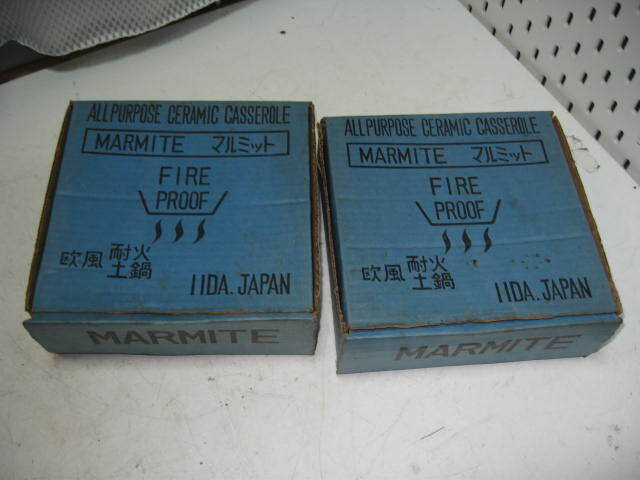 ALL PURPOSE CERAMIC CASSEROLE
MARMITE マルミット
FIRE
PROOF
欧風 耐火
土鍋
IIDA. JAPAN
MARMITE
ALL PURPOSE CERAMIC CASSEROLE
MARMITE マルミット
FIRE
PROOF
欧風 耐火
土鍋
IIDA. JAPAN
MARMITE